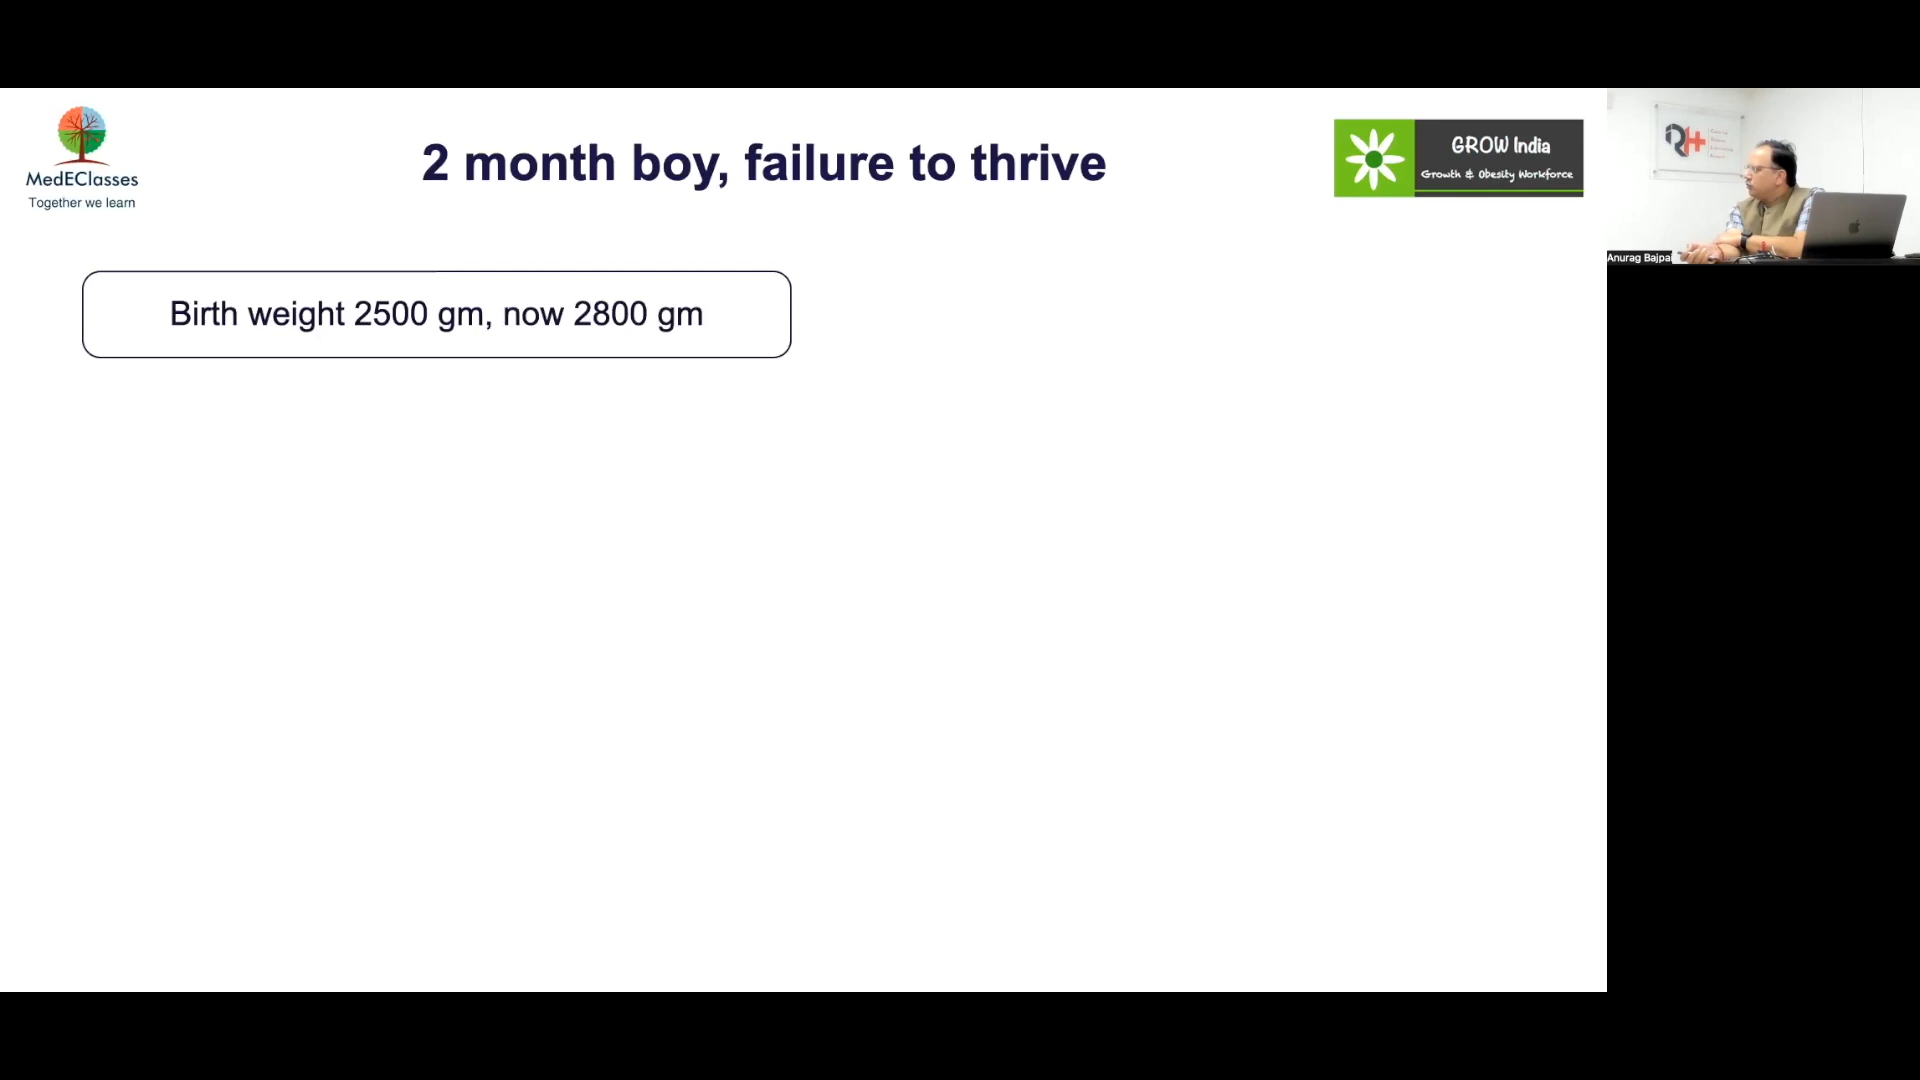 MedEClasses
Together we learn
2 month boy, failure to thrive
GROW India
Growth & Obesity Workforce
Birth weight 2500 gm, now 2800 gm
Anurag Bajpai